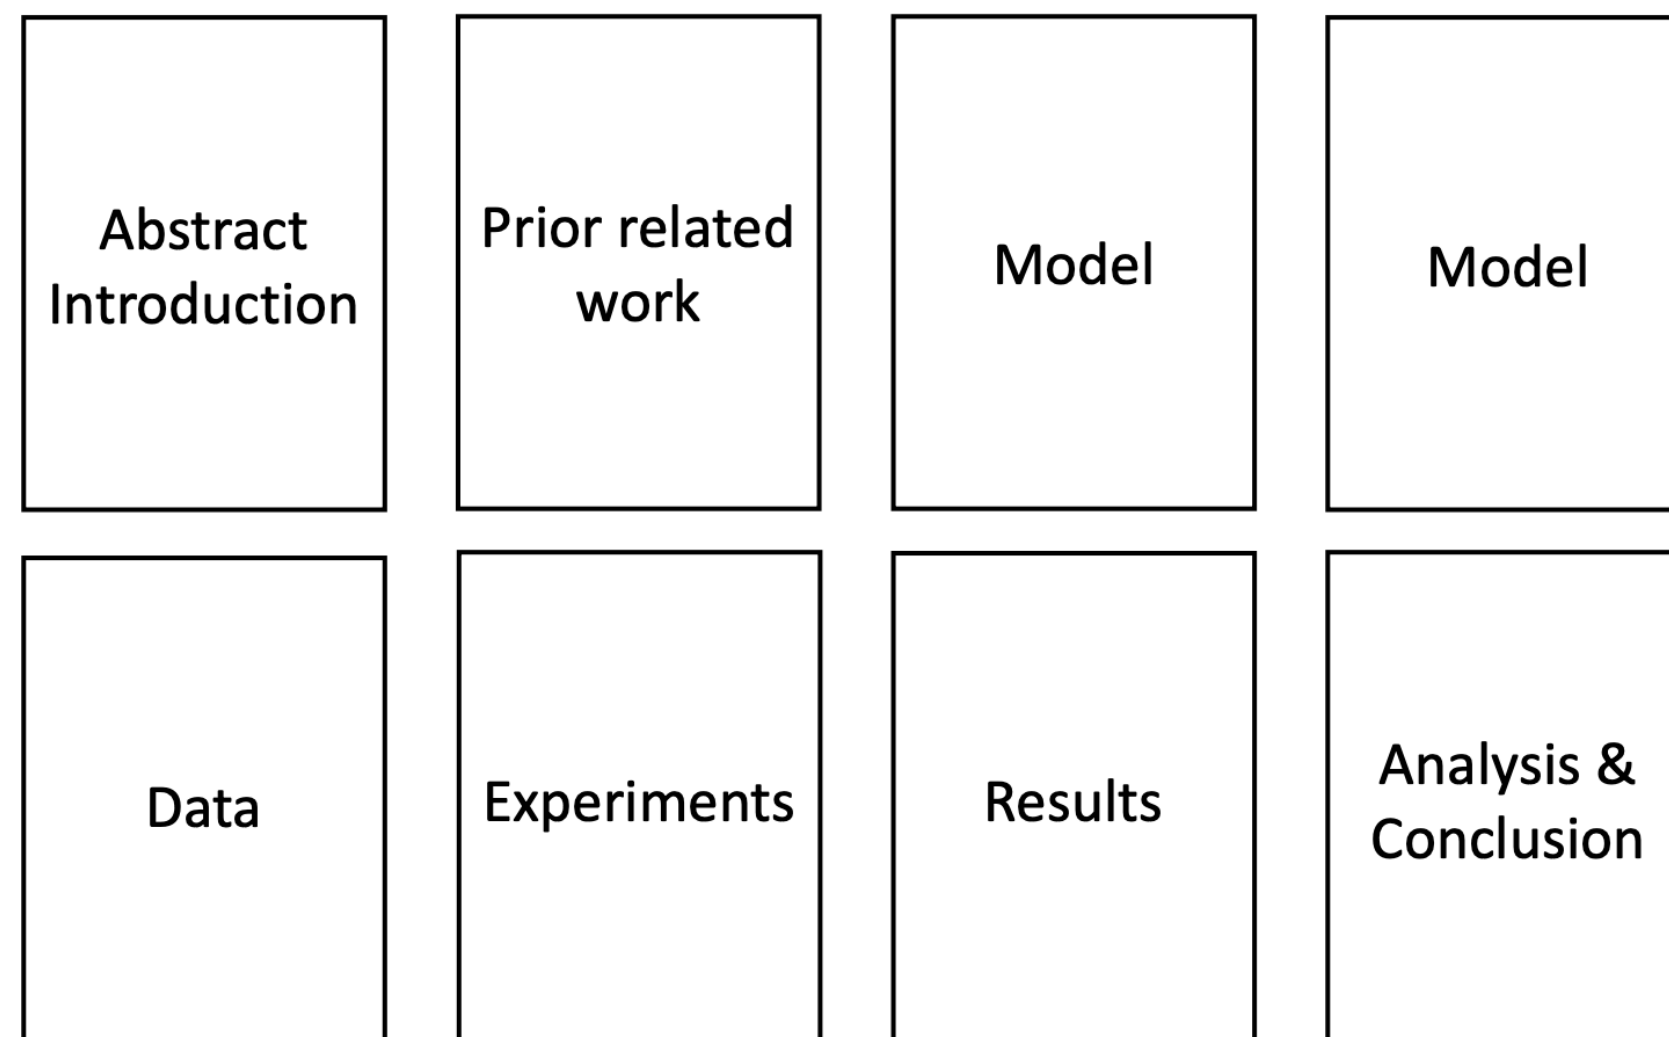 Abstract
Introduction
Prior related
work
Model
Model
Data
Experiments
Results
Analysis &
Conclusion